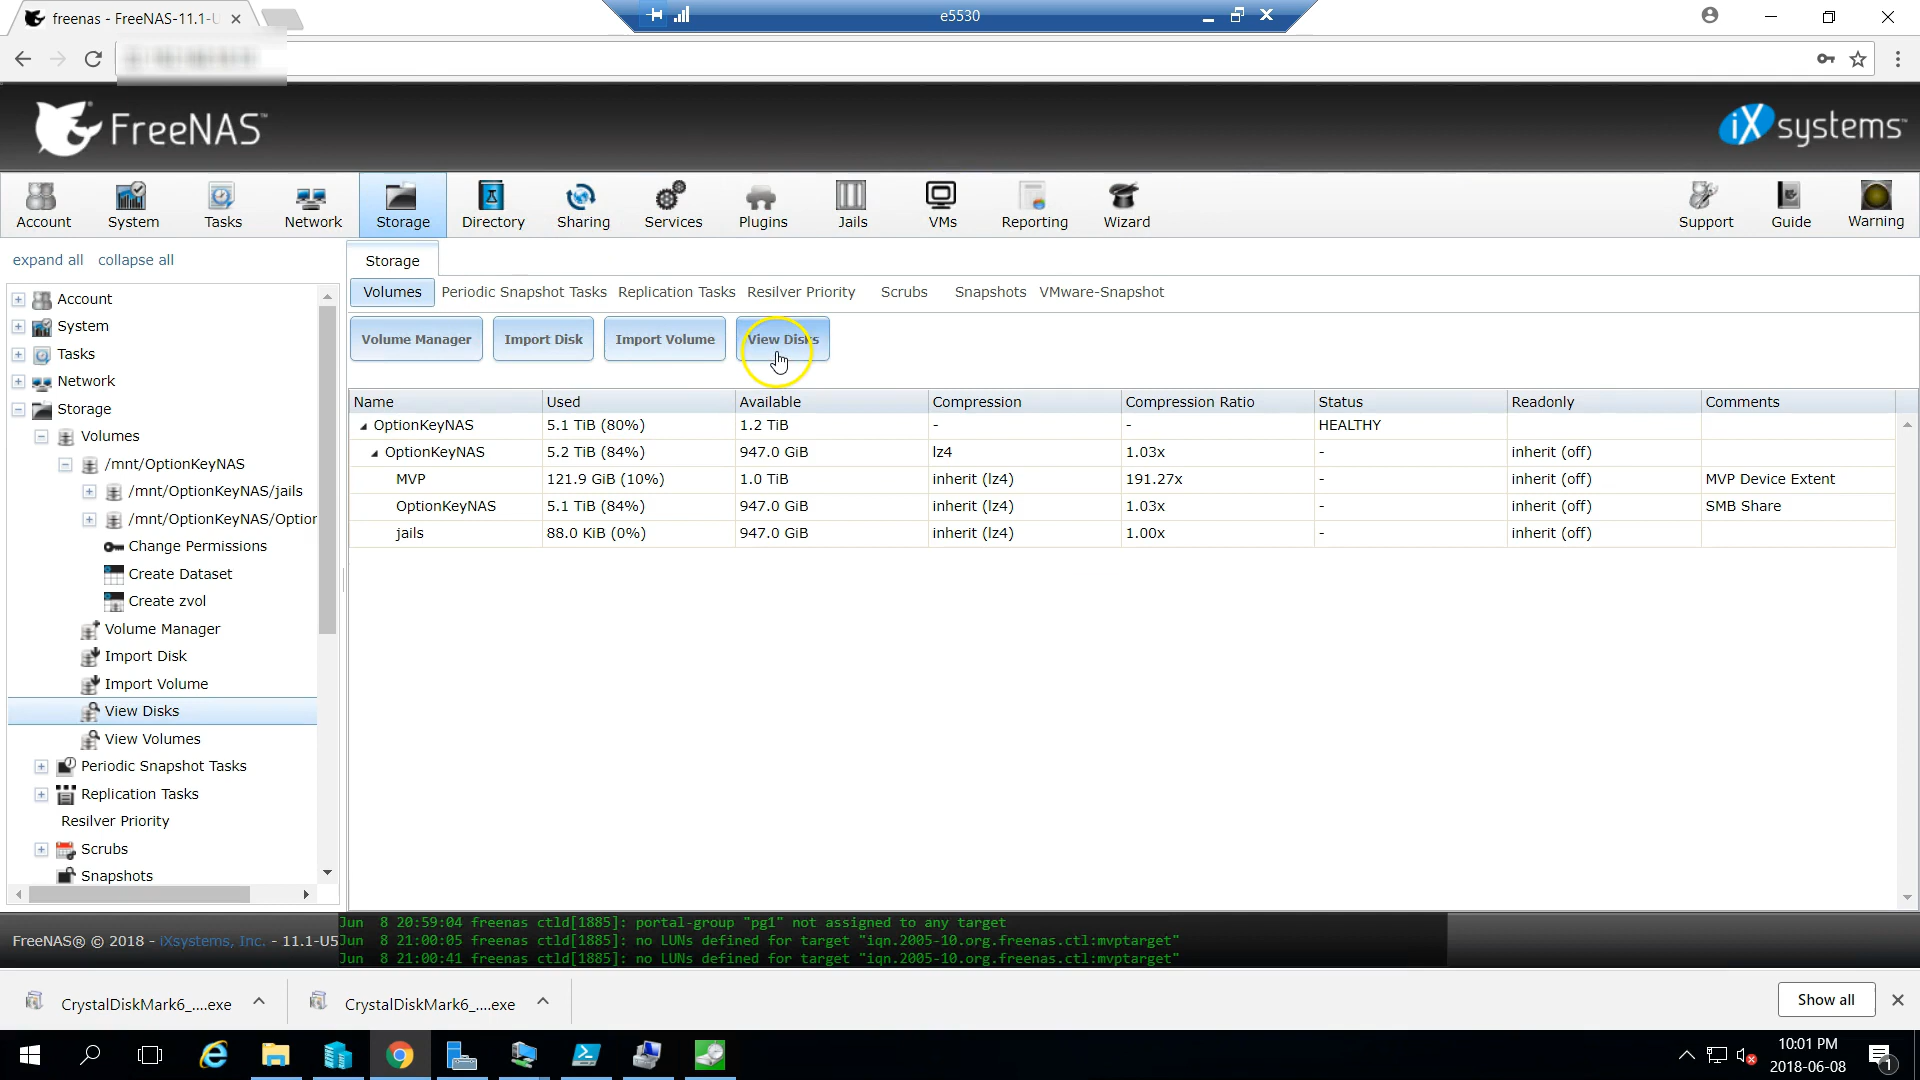 freenas - FreeNAS-11.1-U
e5530
FreeNAS™
iX systems™
Account
System
Tasks
Network
Storage
Directory
Sharing
Services
Plugins
Jails
VMs
Reporting
Wizard
Support
Guide
Warning
expand all collapse all
Account
System
Tasks
Network
Storage
Volumes
/mnt/OptionKeyNAS
/mnt/OptionKeyNAS/jails
/mnt/OptionKeyNAS/Option
Change Permissions
Create Dataset
Create zvol
Volume Manager
Import Disk
Import Volume
View Disks
View Volumes
Periodic Snapshot Tasks
Replication Tasks
Resilver Priority
Scrubs
Snapshots
Storage
Volumes Periodic Snapshot Tasks Replication Tasks Resilver Priority Scrubs Snapshots VMware-Snapshot
Volume Manager Import Disk Import Volume View Disks
Name Used Available Compression Compression Ratio Status Readonly Comments
OptionKeyNAS 5.1 TiB (80%) 1.2 TiB - - HEALTHY
OptionKeyNAS 5.2 TiB (84%) 947.0 GiB lz4 1.03x - inherit (off)
MVP 121.9 GiB (10%) 1.0 TiB inherit (lz4) 191.27x - inherit (off) MVP Device Extent
OptionKeyNAS 5.1 TiB (84%) 947.0 GiB inherit (lz4) 1.03x - inherit (off) SMB Share
jails 88.0 KiB (0%) 947.0 GiB inherit (lz4) 1.00x - inherit (off)
FreeNAS® © 2018 - iXsystems, Inc. - 11.1-U5
Jun 8 20:59:04 freenas ctld[1885]: portal-group "pg1" not assigned to any target
Jun 8 21:00:05 freenas ctld[1885]: no LUNs defined for target "iqn.2005-10.org.freenas.ctl:mvptarget"
Jun 8 21:00:41 freenas ctld[1885]: no LUNs defined for target "iqn.2005-10.org.freenas.ctl:mvptarget"
CrystalDiskMark6_....exe
CrystalDiskMark6_....exe
Show all
10:01 PM
2018-06-08
1